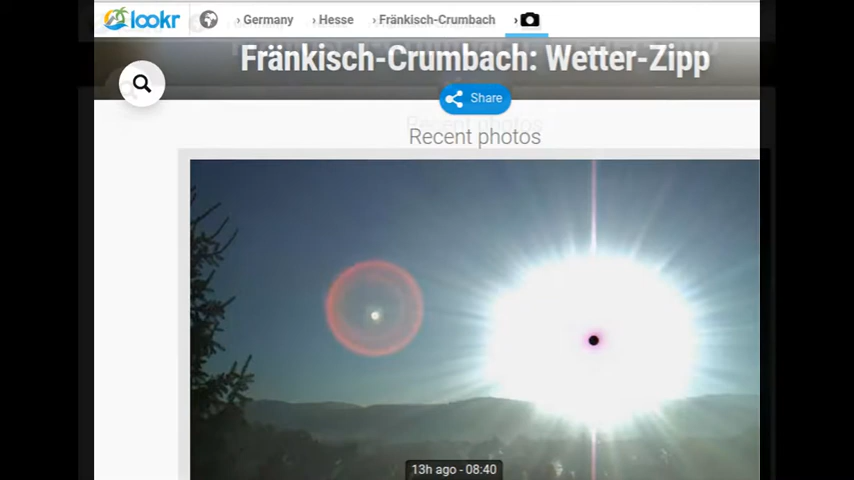 lookr › Germany › Hesse › Fränkisch-Crumbach ›
Fränkisch-Crumbach: Wetter-Zipp
Share
Recent photos
13h ago - 08:40